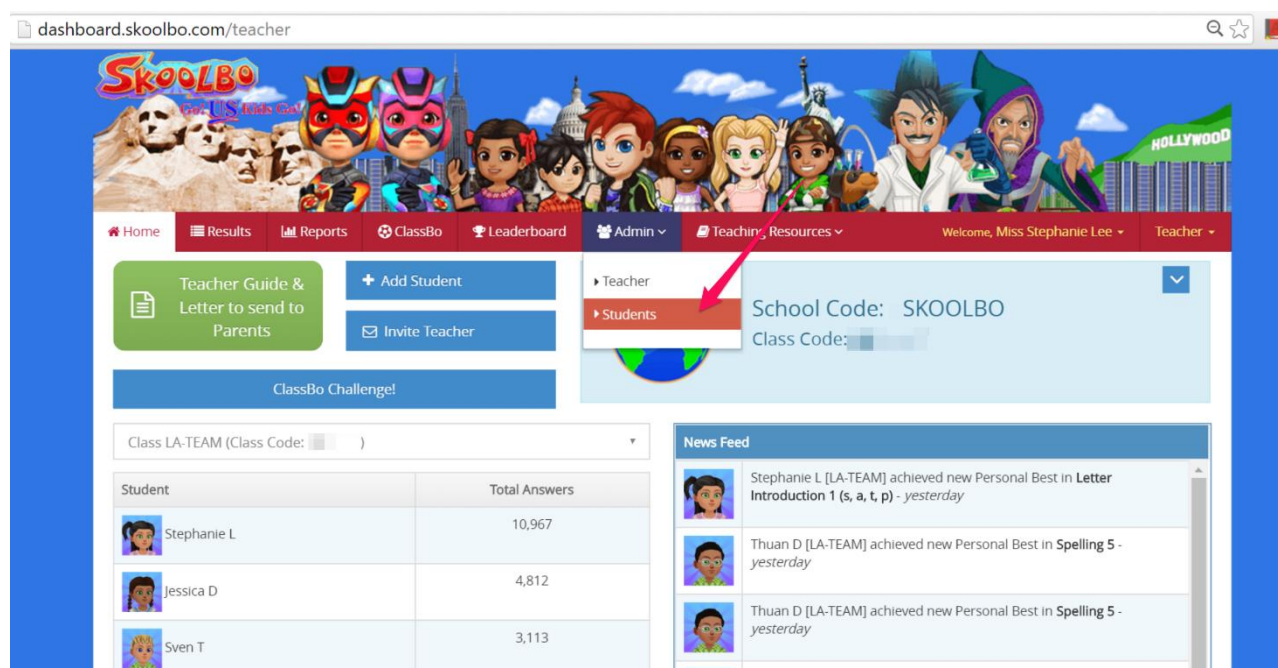 dashboard.skoolbo.com/teacher
SKOOLBO
Go! US Kids Go!
HOLLYWOOD
Home Results Reports ClassBo Leaderboard Admin Teaching Resources Welcome, Miss Stephanie Lee Teacher
Teacher Guide &
Letter to send to
Parents
+ Add Student
Invite Teacher
ClassBo Challenge!
Teacher
Students
School Code: SKOOLBO
Class Code:
Class LA-TEAM (Class Code: )
Student Total Answers
Stephanie L 10,967
Jessica D 4,812
Sven T 3,113
News Feed
Stephanie L [LA-TEAM] achieved new Personal Best in Letter
Introduction 1 (s, a, t, p) - yesterday
Thuan D [LA-TEAM] achieved new Personal Best in Spelling 5 -
yesterday
Thuan D [LA-TEAM] achieved new Personal Best in Spelling 5 -
yesterday